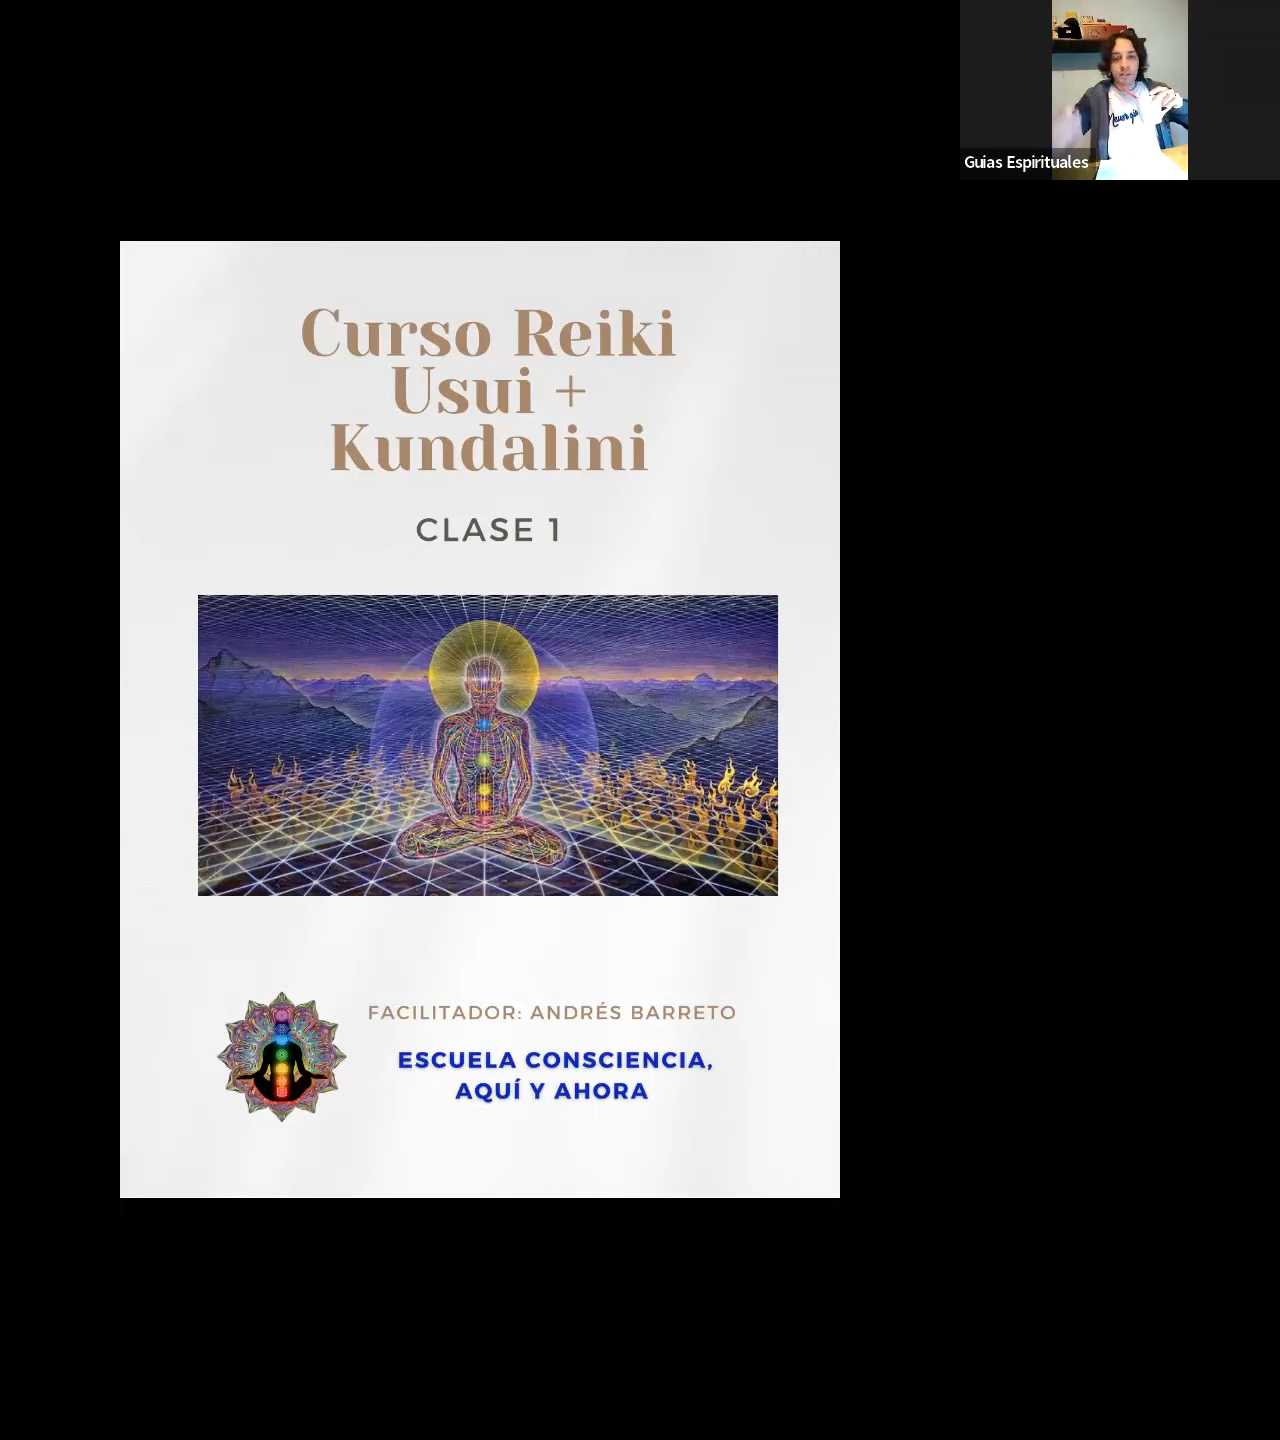 Guias Espirituales
Curso Reiki
Usui +
Kundalini
CLASE 1
FACILITADOR: ANDRÉS BARRETO
ESCUELA CONSCIENCIA,
AQUÍ Y AHORA